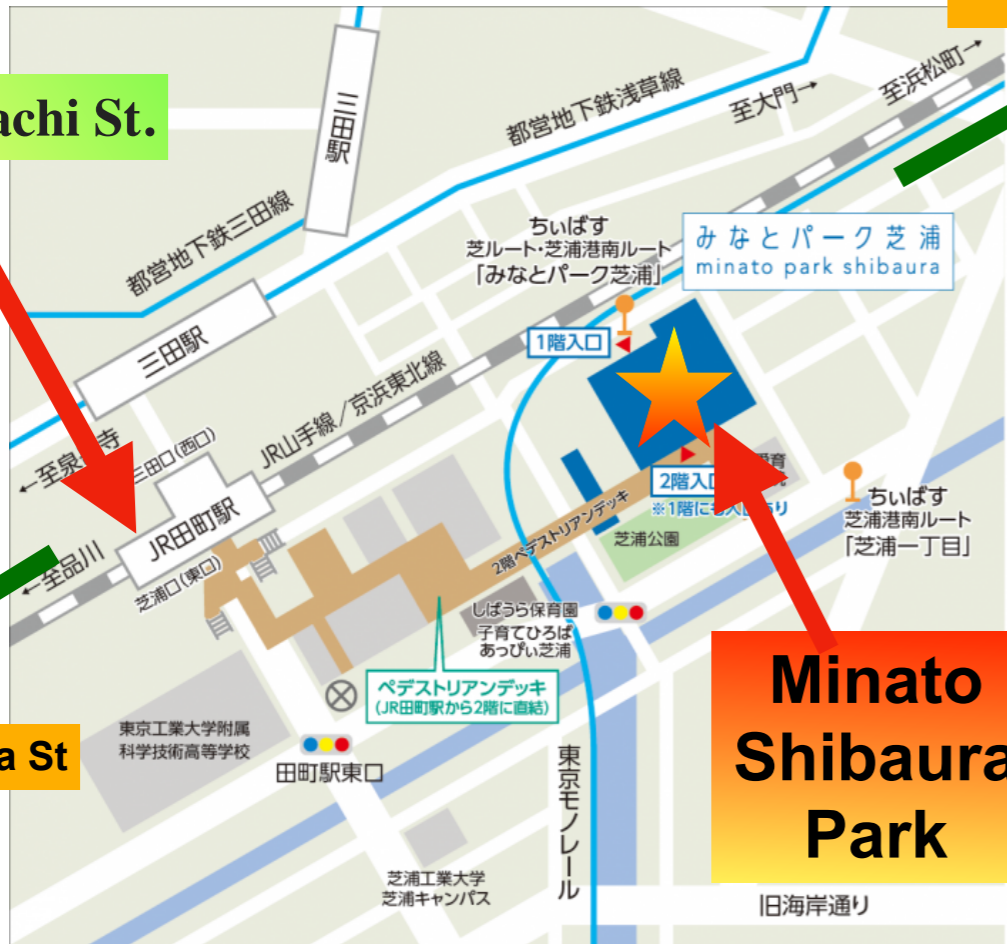 achi St.
三田駅
都営地下鉄浅草線
至大門→
至浜松町→
都営地下鉄三田線
ちぃばす
芝ルート・芝浦港南ルート
「みなとパーク芝浦」
みなとパーク芝浦
minato park shibaura
1階入口
三田駅
JR山手線/京浜東北線
←至泉
寺
三田口(西口)
JR田町駅
←至品川
芝浦口(東口)
2階入口
※1階にも入口あり
育
2階ペデストリアンデッキ
芝浦公園
ちぃばす
芝浦港南ルート
「芝浦一丁目」
しばうら保育園
子育てひろば
あっぴぃ芝浦
ペデストリアンデッキ
(JR田町駅から2階に直結)
東京工業大学附属
科学技術高等学校
a St
田町駅東口
東京モノレール
Minato
Shibaura
Park
芝浦工業大学
芝浦キャンパス
旧海岸通り